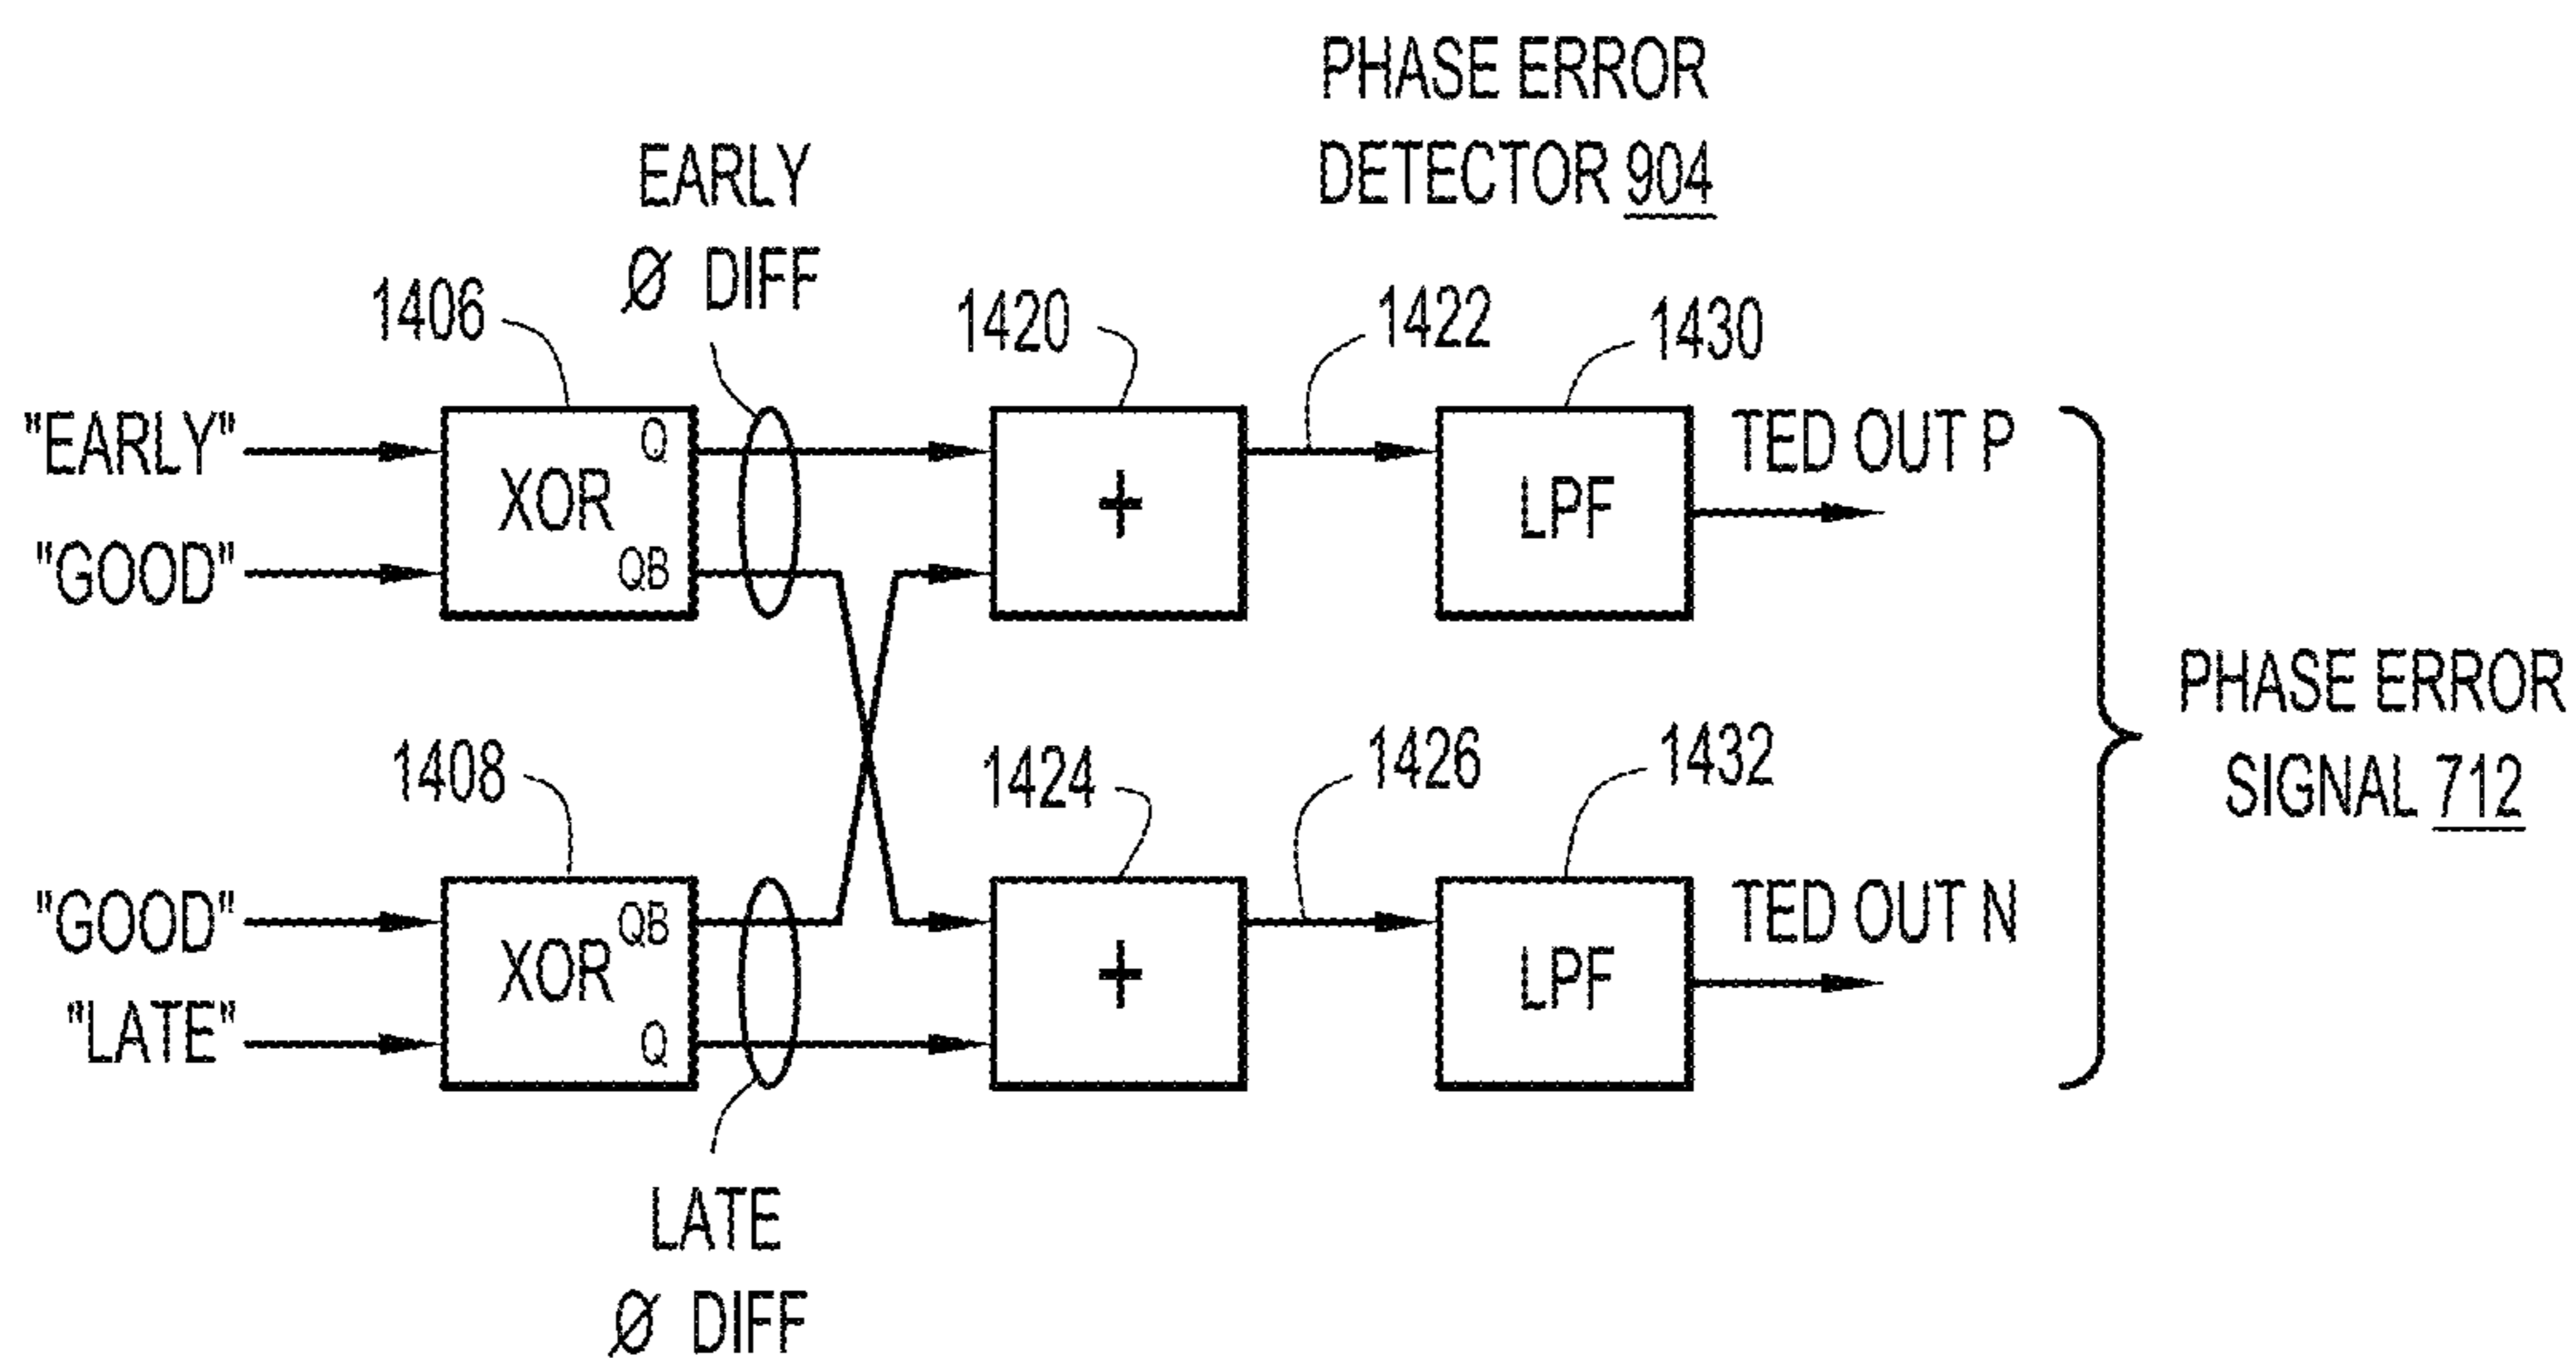 PHASE ERROR
DETECTOR 904
EARLY
Ø DIFF
1406
1420
1422
1430
"EARLY"
"GOOD"
XOR
Q
QB
+
LPF
TED OUT P
PHASE ERROR
SIGNAL 712
1408
1424
1426
1432
"GOOD"
"LATE"
XOR
QB
Q
+
LPF
TED OUT N
LATE
Ø DIFF